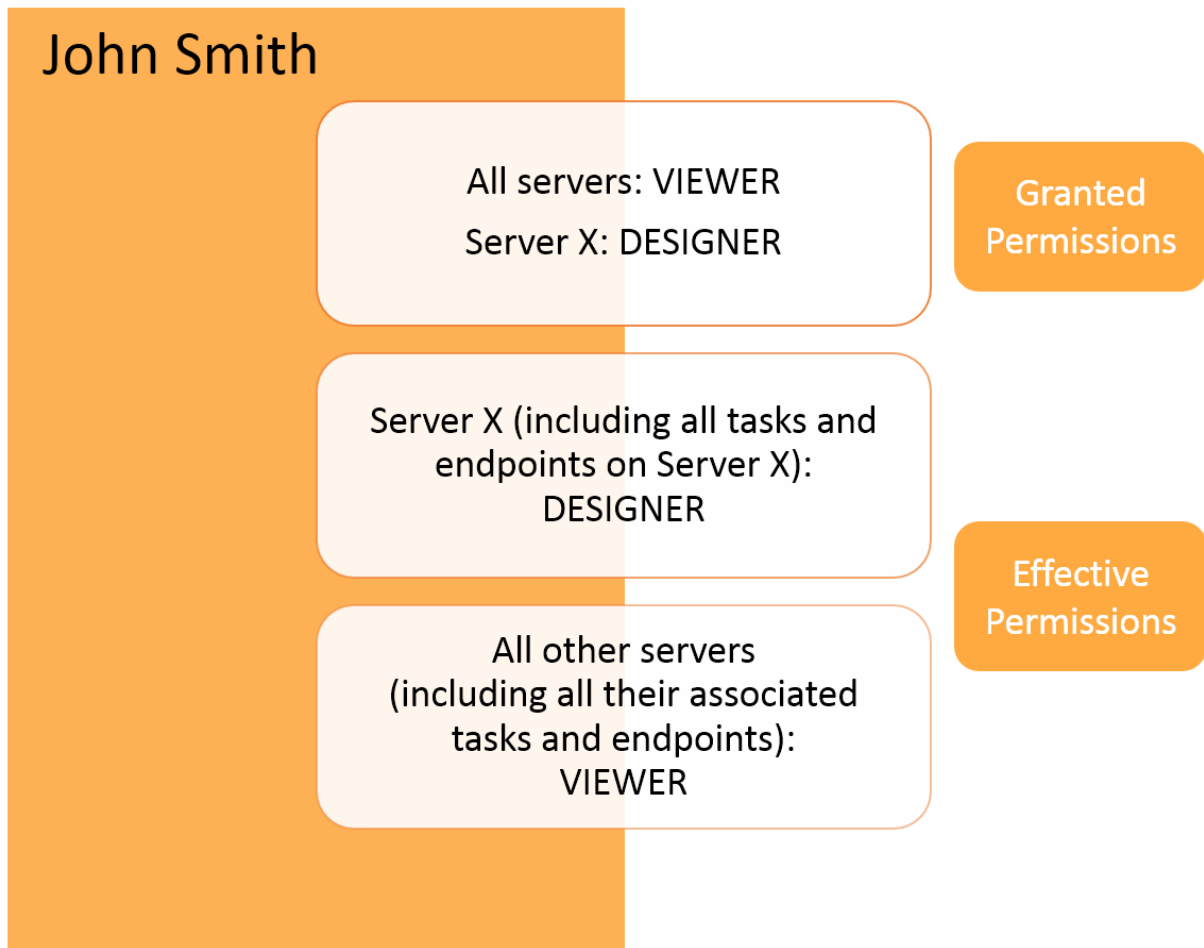 John Smith
All servers: VIEWER
Server X: DESIGNER
Granted
Permissions
Server X (including all tasks and
endpoints on Server X):
DESIGNER
All other servers
(including all their associated
tasks and endpoints):
VIEWER
Effective
Permissions